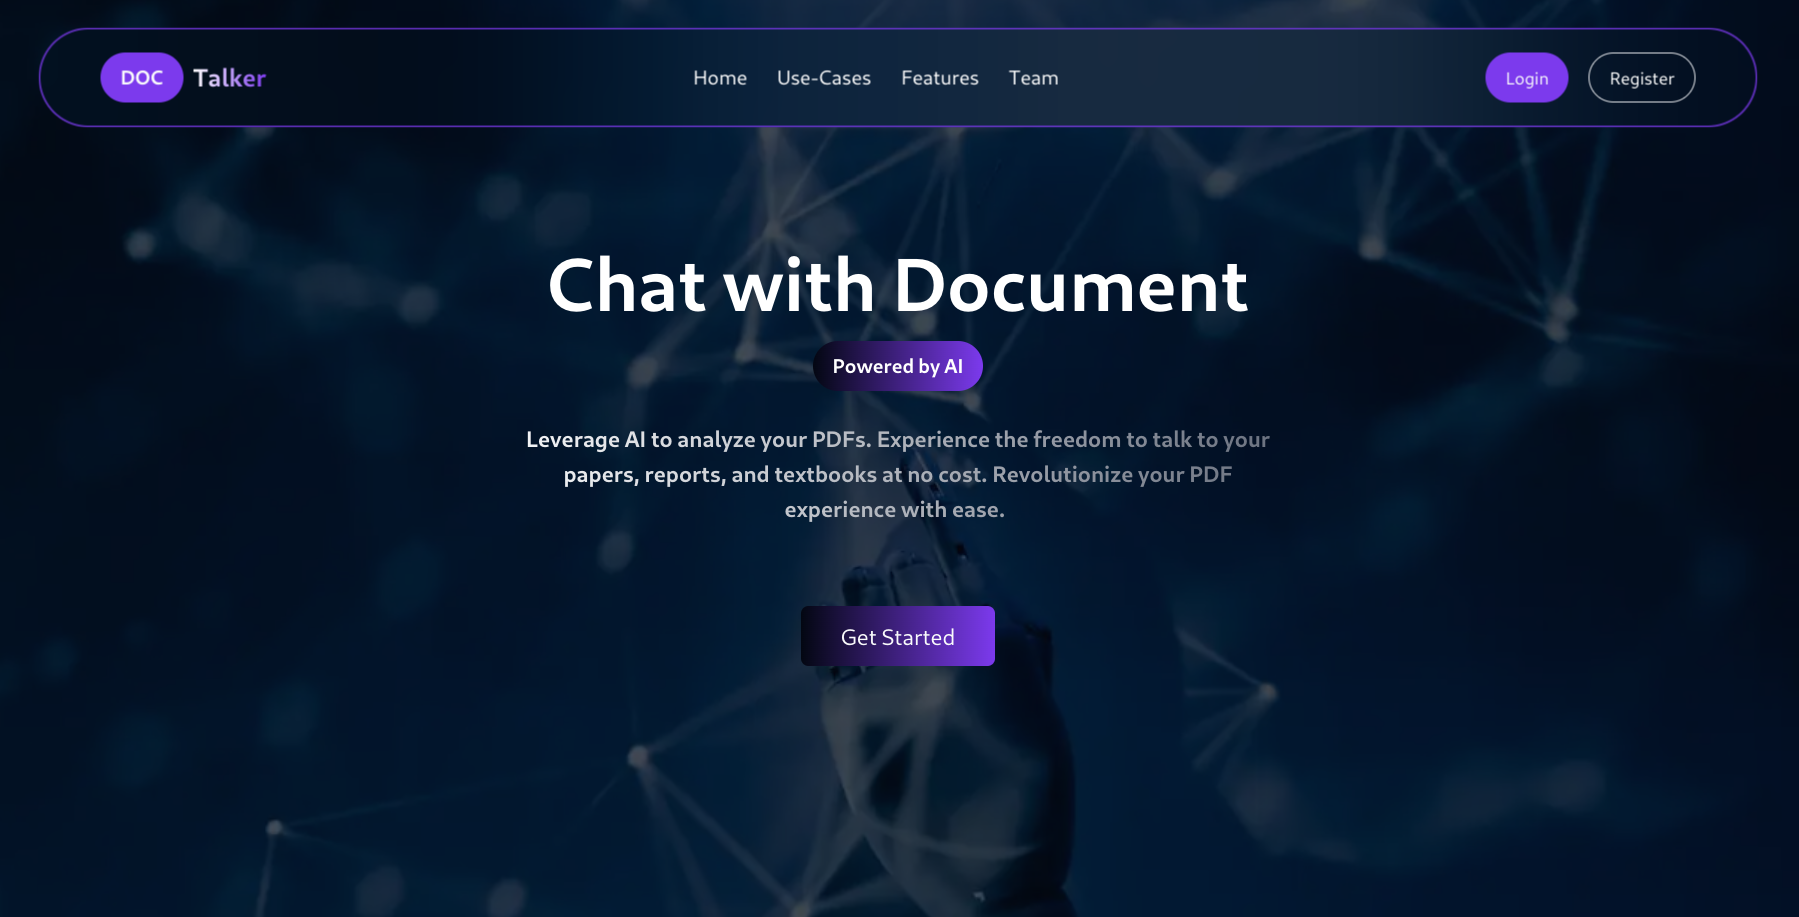 DOC Talker
Home Use-Cases Features Team
Login Register
Chat with Document
Powered by AI
Leverage AI to analyze your PDFs. Experience the freedom to talk to your
papers, reports, and textbooks at no cost. Revolutionize your PDF
experience with ease.
Get Started